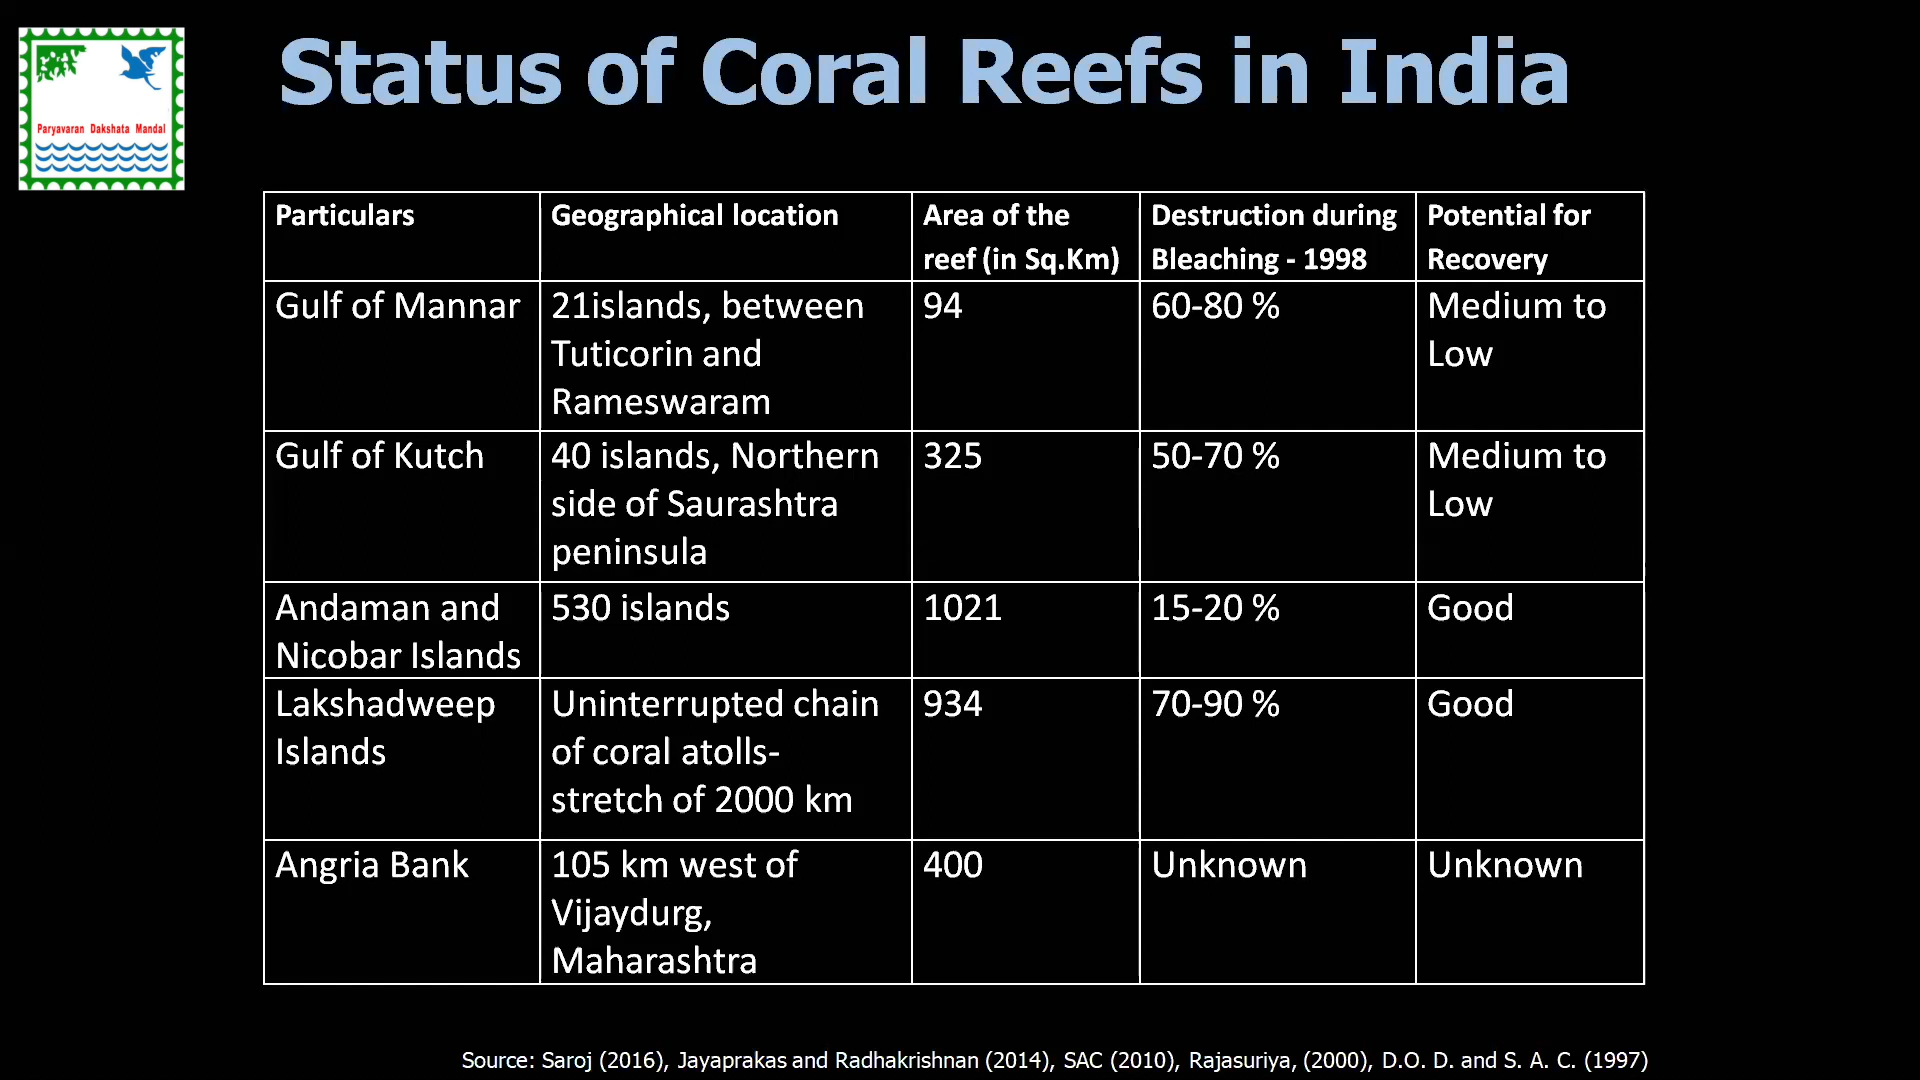 Paryavaran Dakshata Mandal
Status of Coral Reefs in India
Particulars
Geographical location
Area of the
reef (in Sq.Km)
Destruction during
Bleaching - 1998
Potential for
Recovery
Gulf of Mannar
21islands, between
Tuticorin and
Rameswaram
94
60-80 %
Medium to
Low
Gulf of Kutch
40 islands, Northern
side of Saurashtra
peninsula
325
50-70 %
Medium to
Low
Andaman and
Nicobar Islands
530 islands
1021
15-20 %
Good
Lakshadweep
Islands
Uninterrupted chain
of coral atolls-
stretch of 2000 km
934
70-90 %
Good
Angria Bank
105 km west of
Vijaydurg,
Maharashtra
400
Unknown
Unknown
Source: Saroj (2016), Jayaprakas and Radhakrishnan (2014), SAC (2010), Rajasuriya, (2000), D.O. D. and S. A. C. (1997)